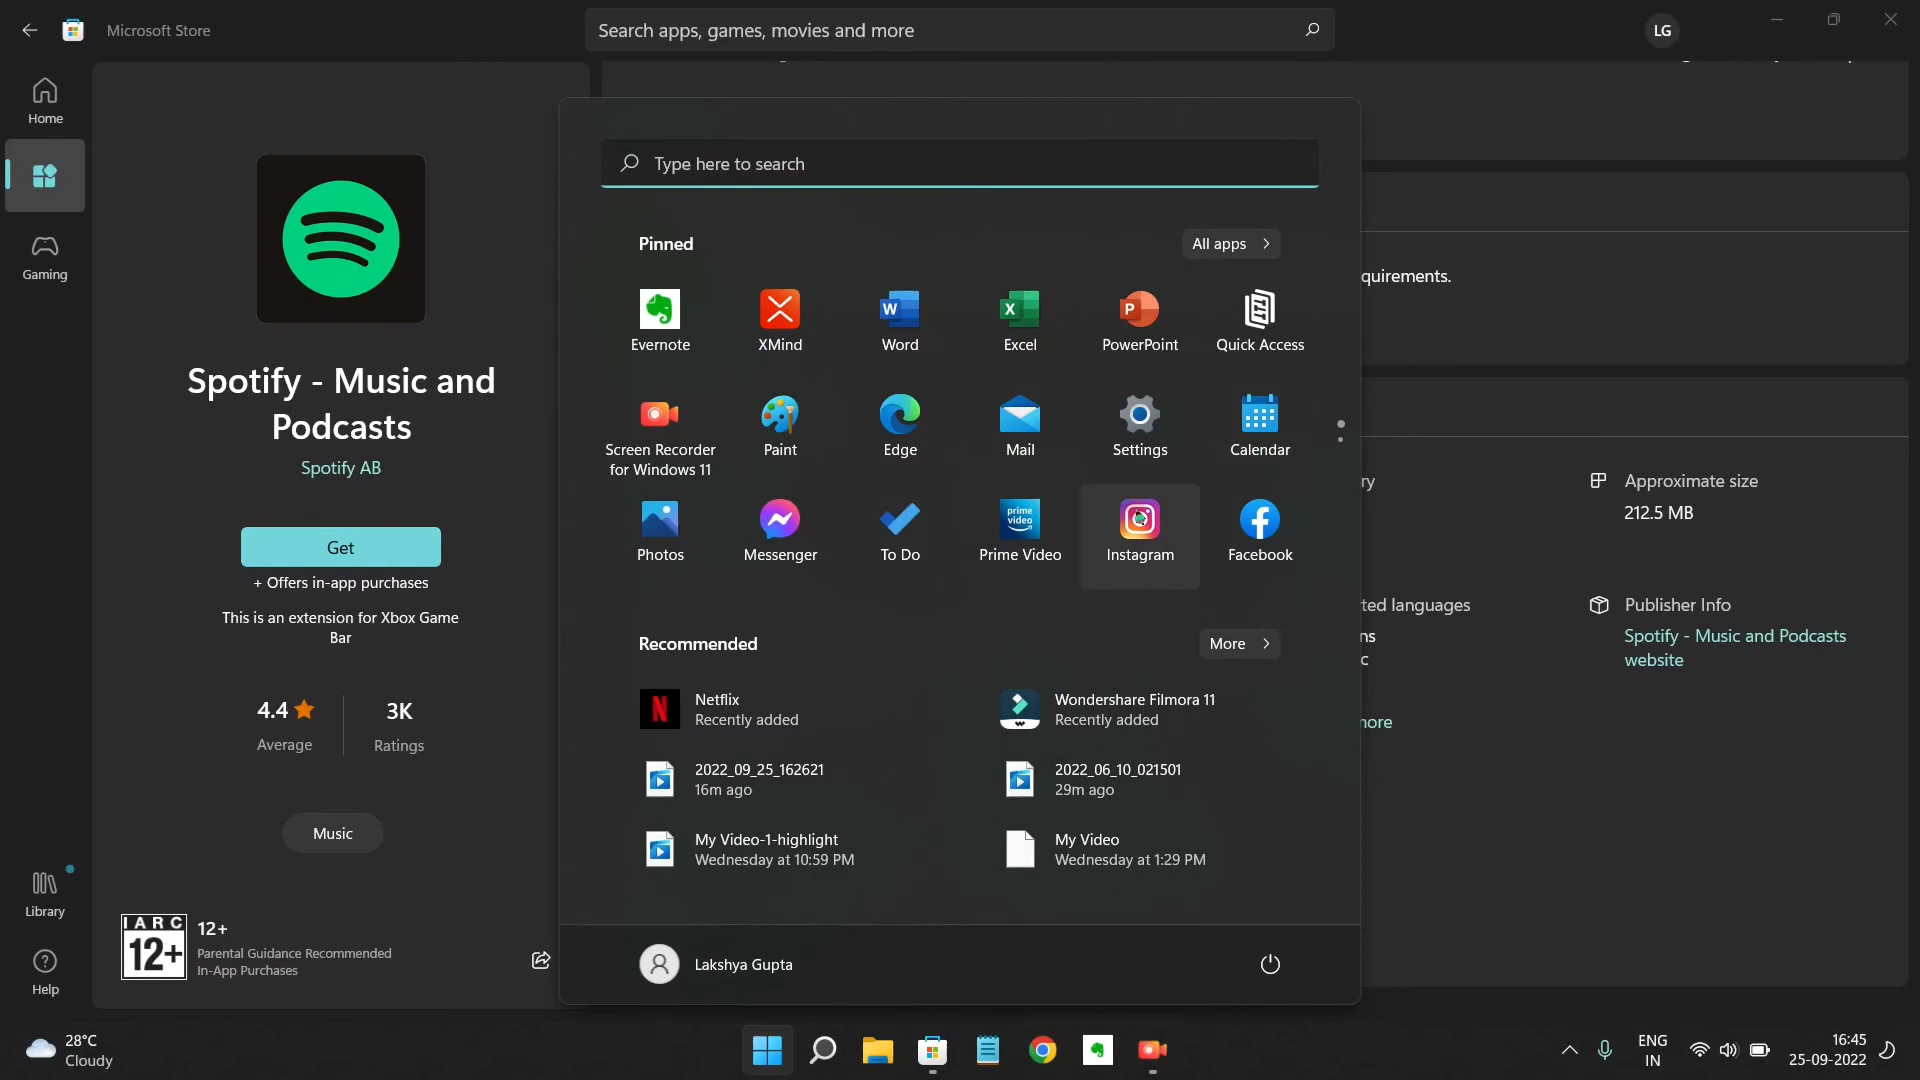 Microsoft Store
Search apps, games, movies and more
LG
Home
Gaming
Library
Help
Spotify - Music and
Podcasts
Spotify AB
Get
+ Offers in-app purchases
This is an extension for Xbox Game
Bar
4.4
Average
3K
Ratings
Music
IARC
12+
12+
Parental Guidance Recommended
In-App Purchases
Type here to search
Pinned
All apps
Evernote
XMind
Word
Excel
PowerPoint
Quick Access
Screen Recorder
for Windows 11
Paint
Edge
Mail
Settings
Calendar
Photos
Messenger
To Do
prime
video
Prime Video
Instagram
Facebook
Recommended
More
Netflix
Recently added
Wondershare Filmora 11
Recently added
2022_09_25_162621
16m ago
2022_06_10_021501
29m ago
My Video-1-highlight
Wednesday at 10:59 PM
My Video
Wednesday at 1:29 PM
Lakshya Gupta
quirements.
ry
Approximate size
212.5 MB
ted languages
ns
c
Publisher Info
Spotify - Music and Podcasts
website
nore
28°C
Cloudy
ENG
IN
16:45
25-09-2022